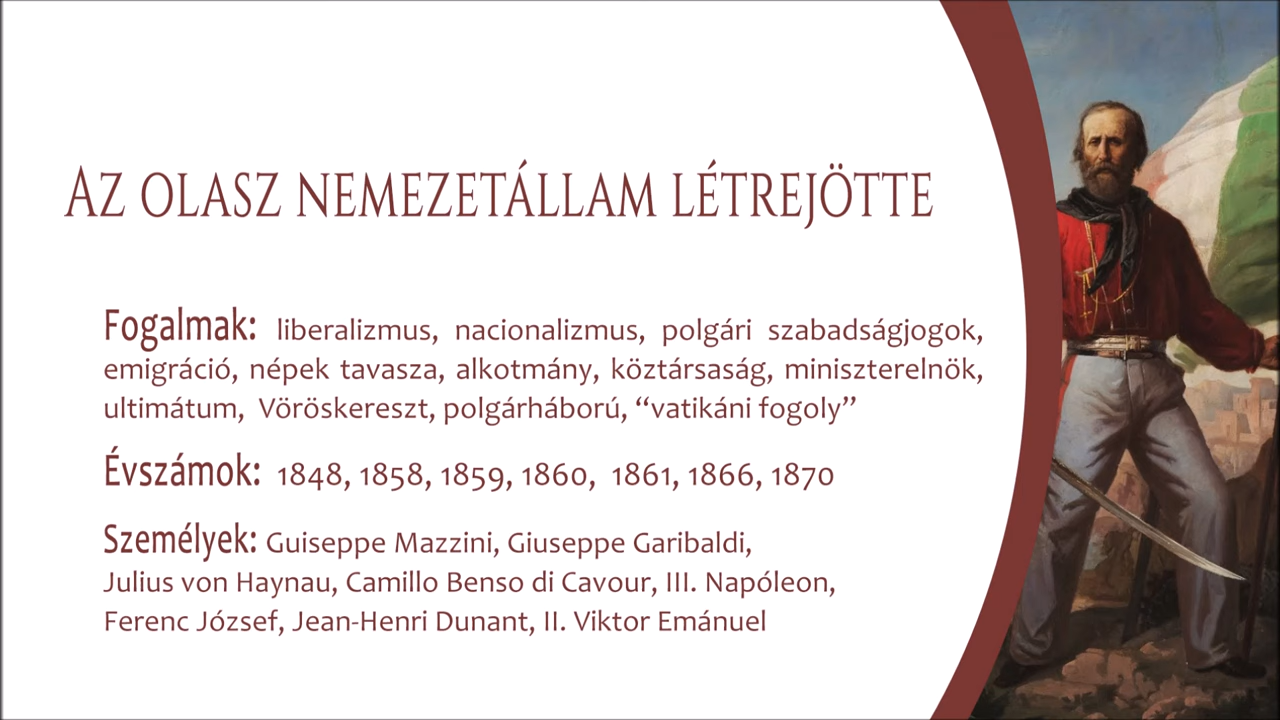 Az olasz nemezetállam létrejötte
Fogalmak: liberalizmus, nacionalizmus, polgári szabadságjogok,
emigráció, népek tavasza, alkotmány, köztársaság, miniszterelnök,
ultimátum, Vöröskereszt, polgárháború, “vatikáni fogoly”
Évszámok: 1848, 1858, 1859, 1860, 1861, 1866, 1870
Személyek: Guiseppe Mazzini, Giuseppe Garibaldi,
Julius von Haynau, Camillo Benso di Cavour, III. Napóleon,
Ferenc József, Jean-Henri Dunant, II. Viktor Emánuel